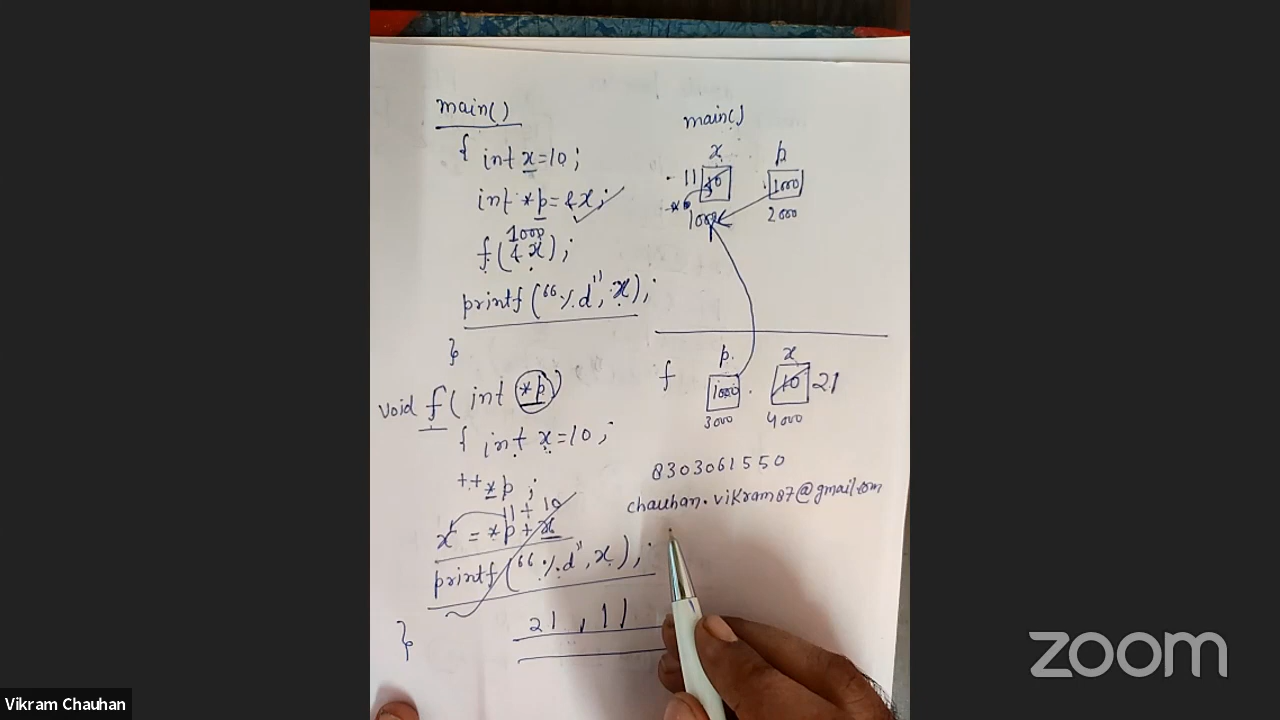 main()
{ int x=10;
int *p=&x;
1000
f(&x);
printf("%d", x);
}
void f( int *p)
{ int x=10;
++*p;
11+10
x = *p+x
printf("%d", x);
21, 11
}
main()
x p
11 10 1000
1000 2000
f
p x
1000 10 21
3000 4000
8303061550
chauhan.vikram87@gmail.com
zoom
Vikram Chauhan